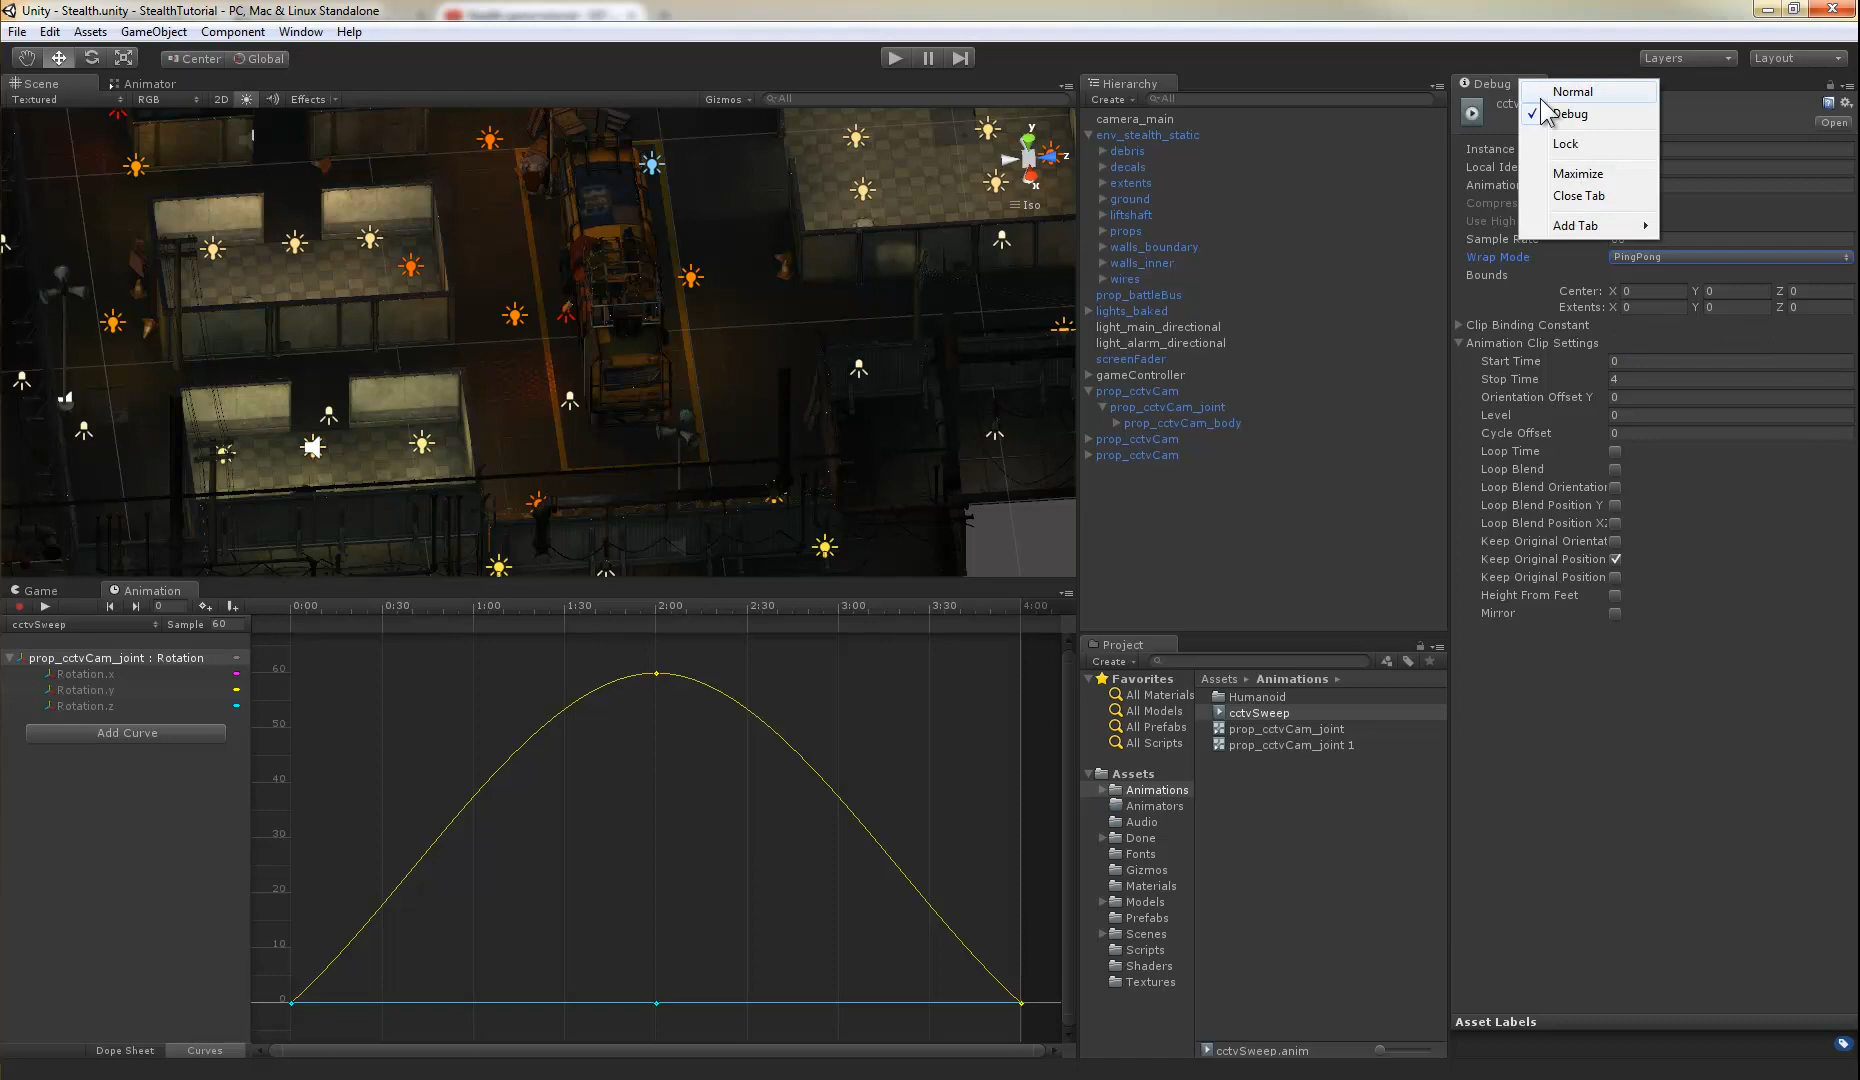 Unity - Stealth.unity - StealthTutorial - PC, Mac & Linux Standalone
File Edit Assets GameObject Component Window Help
Center Global Layers Layout
Scene Animator
Textured RGB 2D Effects Gizmos All
y
z
x
Iso
Hierarchy
Create All
camera_main
env_stealth_static
debris
decals
extents
ground
liftshaft
props
walls_boundary
walls_inner
wires
prop_battleBus
lights_baked
light_main_directional
light_alarm_directional
screenFader
gameController
prop_cctvCam
prop_cctvCam_joint
prop_cctvCam_body
prop_cctvCam
prop_cctvCam
Debug
Open
Normal
Debug
Lock
Maximize
Close Tab
Add Tab
Instance
Local Ide
Animation
Compres
Use High
Sample Rate 60
Wrap Mode PingPong
Bounds
Center: X 0 Y 0 Z 0
Extents: X 0 Y 0 Z 0
Clip Binding Constant
Animation Clip Settings
Start Time 0
Stop Time 4
Orientation Offset Y 0
Level 0
Cycle Offset 0
Loop Time
Loop Blend
Loop Blend Orientation
Loop Blend Position Y
Loop Blend Position XZ
Keep Original Orientat
Keep Original Position
Keep Original Position
Height From Feet
Mirror
Asset Labels
Game Animation
0 0:00 0:30 1:00 1:30 2:00 2:30 3:00 3:30 4:00
cctvSweep Sample 60
prop_cctvCam_joint : Rotation
Rotation.x
Rotation.y
Rotation.z
Add Curve
60
50
40
30
20
10
0
Dope Sheet Curves
Project
Create
Favorites
All Materials
All Models
All Prefabs
All Scripts
Assets
Animations
Animators
Audio
Done
Fonts
Gizmos
Materials
Models
Prefabs
Scenes
Scripts
Shaders
Textures
Assets Animations
Humanoid
cctvSweep
prop_cctvCam_joint
prop_cctvCam_joint 1
cctvSweep.anim